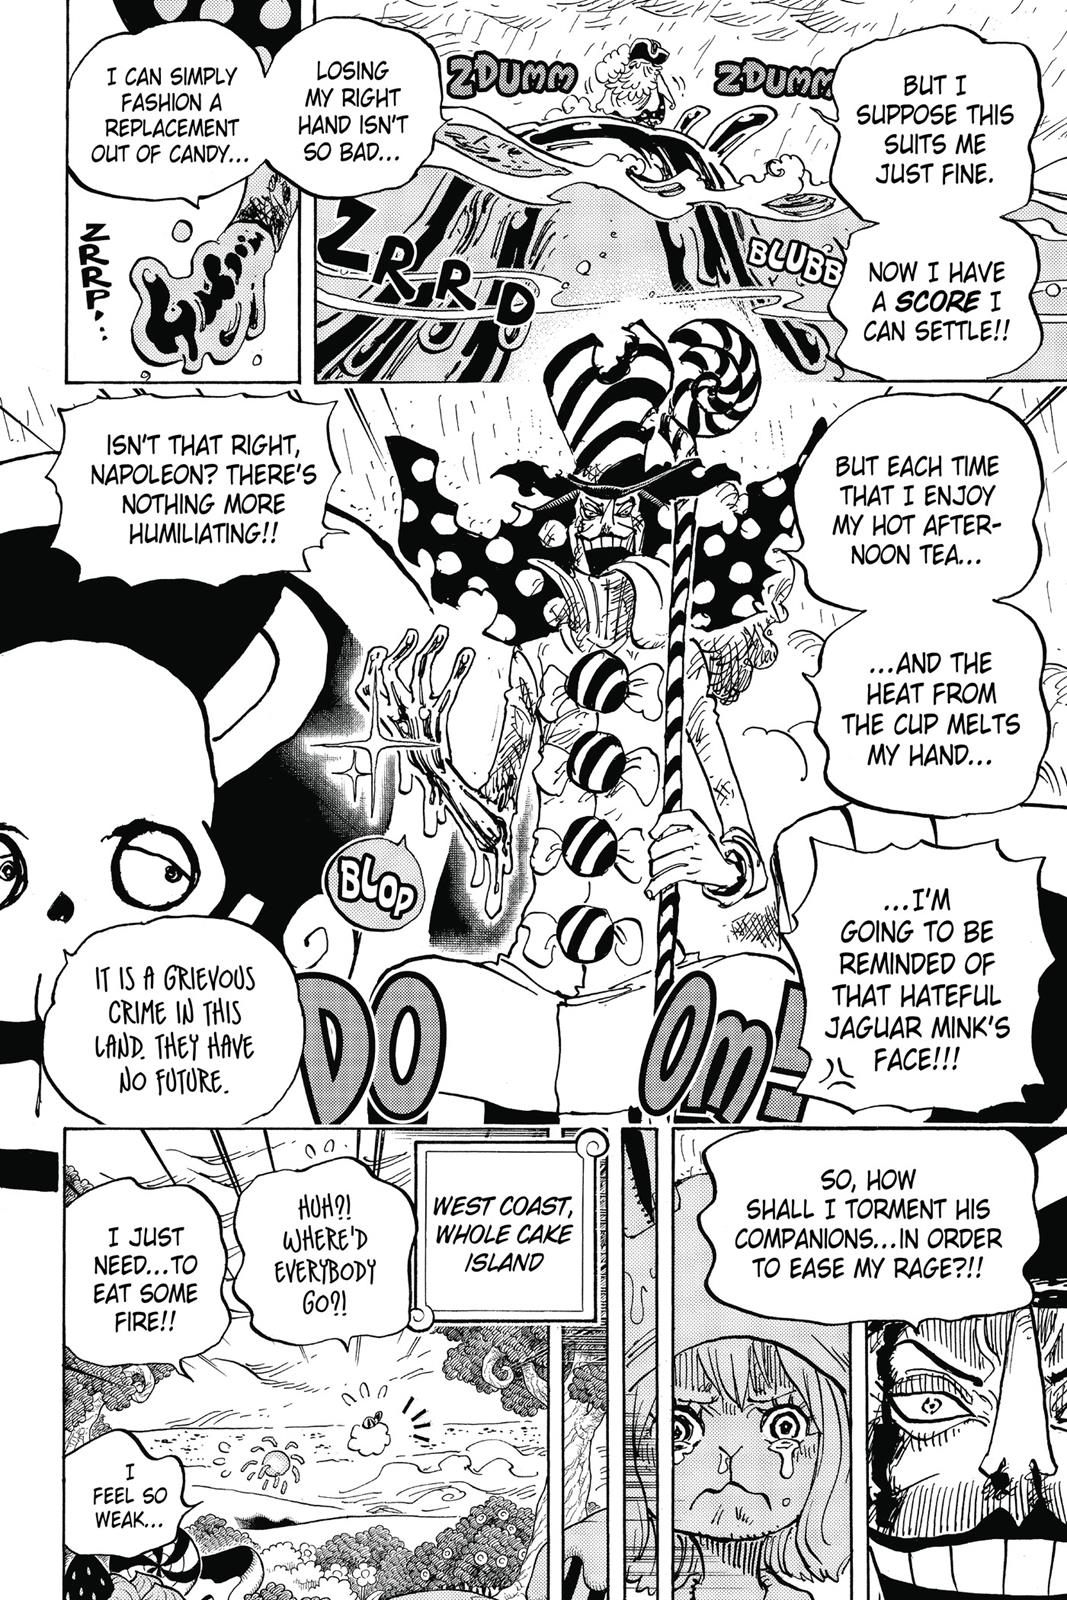 BUT I
SUPPOSE THIS
SUITS ME
JUST FINE.
NOW I HAVE
A SCORE I
CAN SETTLE!!
ZDUMM
ZDUMM
BLUBB
ZRRD
LOSING
MY RIGHT
HAND ISN'T
SO BAD...
I CAN SIMPLY
FASHION A
REPLACEMENT
OUT OF CANDY...
ZRRP...
BUT EACH TIME
THAT I ENJOY
MY HOT AFTER-
NOON TEA...
...AND THE
HEAT FROM
THE CUP MELTS
MY HAND...
...I'M
GOING TO BE
REMINDED OF
THAT HATEFUL
JAGUAR MINK'S
FACE!!!
ISN'T THAT RIGHT,
NAPOLEON? THERE'S
NOTHING MORE
HUMILIATING!!
BLOP
DOOM!
IT IS A GRIEVOUS
CRIME IN THIS
LAND. THEY HAVE
NO FUTURE.
SO, HOW
SHALL I TORMENT HIS
COMPANIONS...IN ORDER
TO EASE MY RAGE?!!
WEST COAST,
WHOLE CAKE
ISLAND
HUH?!
WHERE'D
EVERYBODY
GO?!
I JUST
NEED...TO
EAT SOME
FIRE!!
I
FEEL SO
WEAK...